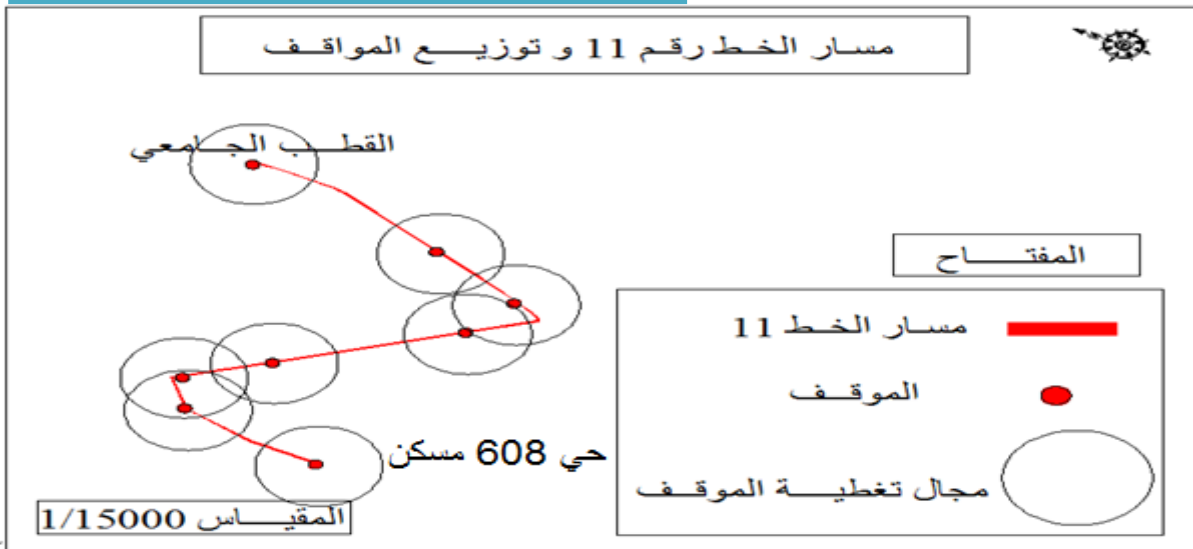 مسار الخط رقم 11 و توزيع المواقف
القطب الجامعي
المفتاح
مسار الخط 11
الموقف
مجال تغطية الموقف
حي 608 مسكن
المقياس 1/15000